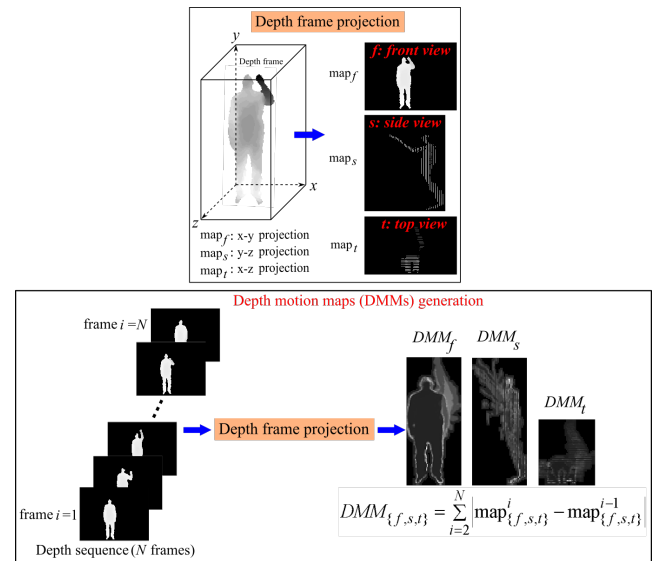 Depth frame projection
y
Depth frame
x
z
map_f : x-y projection
map_s : y-z projection
map_t : x-z projection
map_f
f: front view
map_s
s: side view
map_t
t: top view
Depth motion maps (DMMs) generation
frame i =N
frame i =1
Depth sequence (N frames)
Depth frame projection
DMM_f
DMM_s
DMM_t
DMM_{f,s,t} = \sum_{i=2}^{N} |map^{i}_{f,s,t} − map^{i-1}_{f,s,t}|